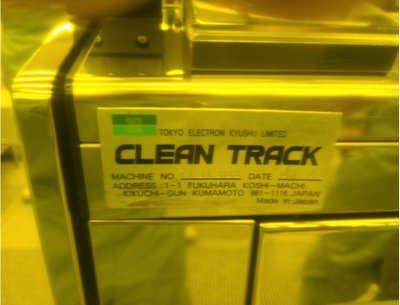 TOKYO ELECTRON KYUSHU LIMITED
CLEAN TRACK
MACHINE NO. DATE
ADDRESS : 1-1 FUKUHARA KOSHI-MACHI
KIKUCHI-GUN KUMAMOTO 861-1116 JAPAN
Made in Japan